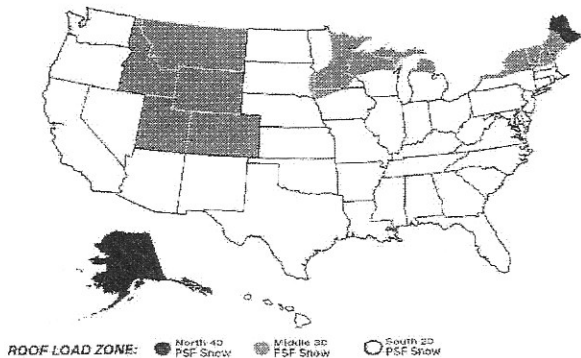 ROOF LOAD ZONE:
North 40
PSF Snow
Middle 30
PSF Snow
South 20
PSF Snow